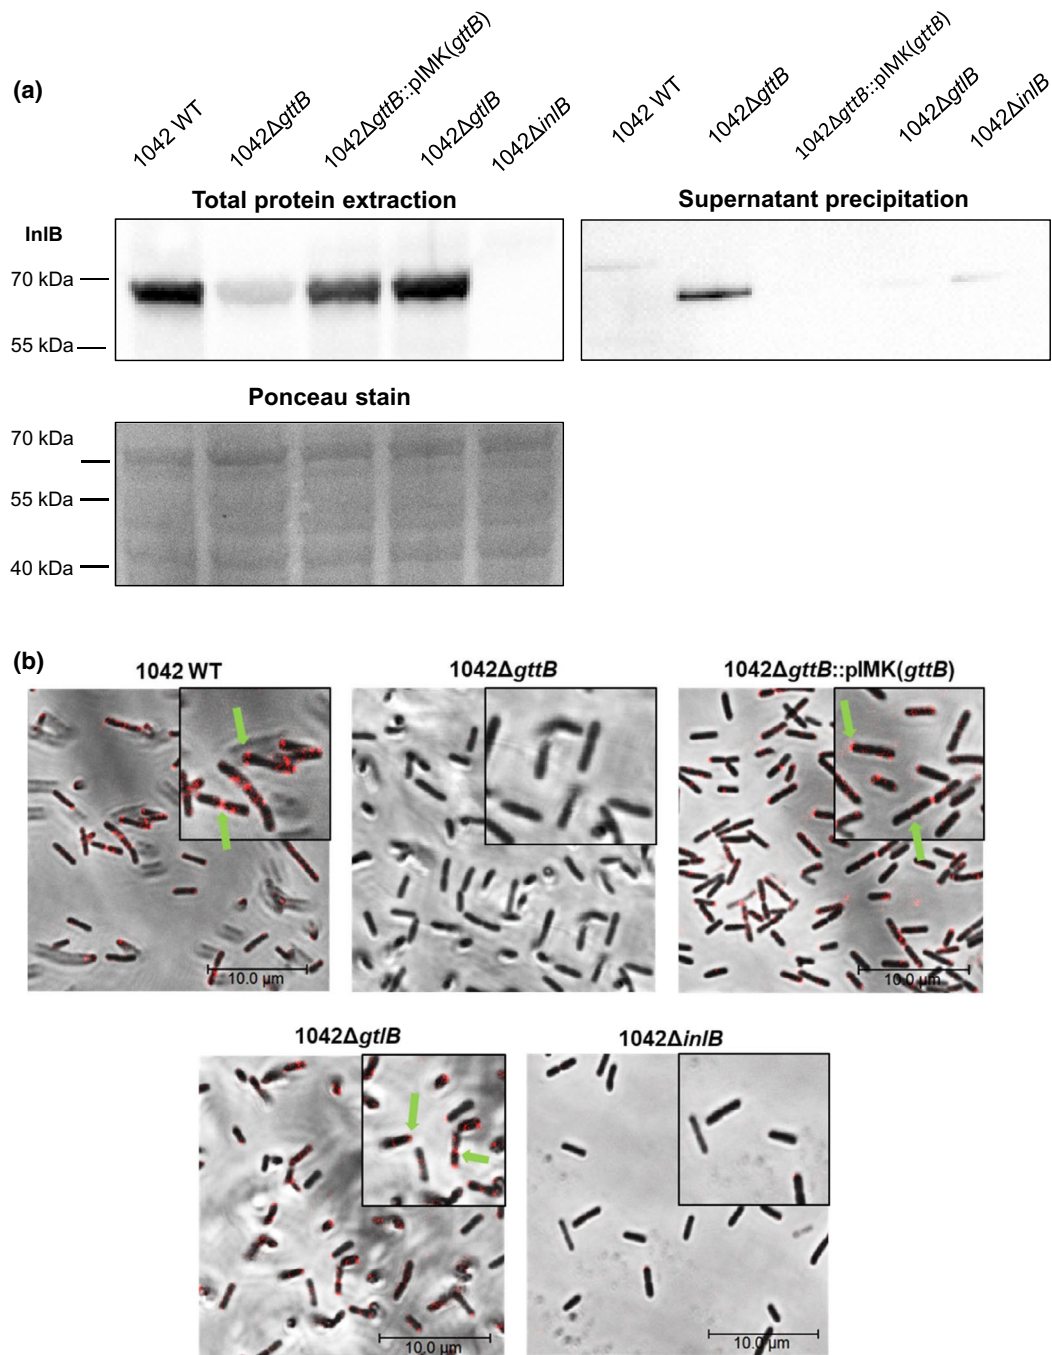 (a)
1042 WT
1042ΔgttB
1042ΔgttB::pIMK(gttB)
1042ΔgtlB
1042ΔinlB
1042 WT
1042ΔgttB
1042ΔgttB::pIMK(gttB)
1042ΔgtlB
1042ΔinlB
Total protein extraction
Supernatant precipitation
InlB
70 kDa
55 kDa
Ponceau stain
70 kDa
55 kDa
40 kDa
(b)
1042 WT
1042ΔgttB
1042ΔgttB::pIMK(gttB)
10.0 µm
10.0 µm
1042ΔgtlB
1042ΔinlB
10.0 µm
10.0 µm